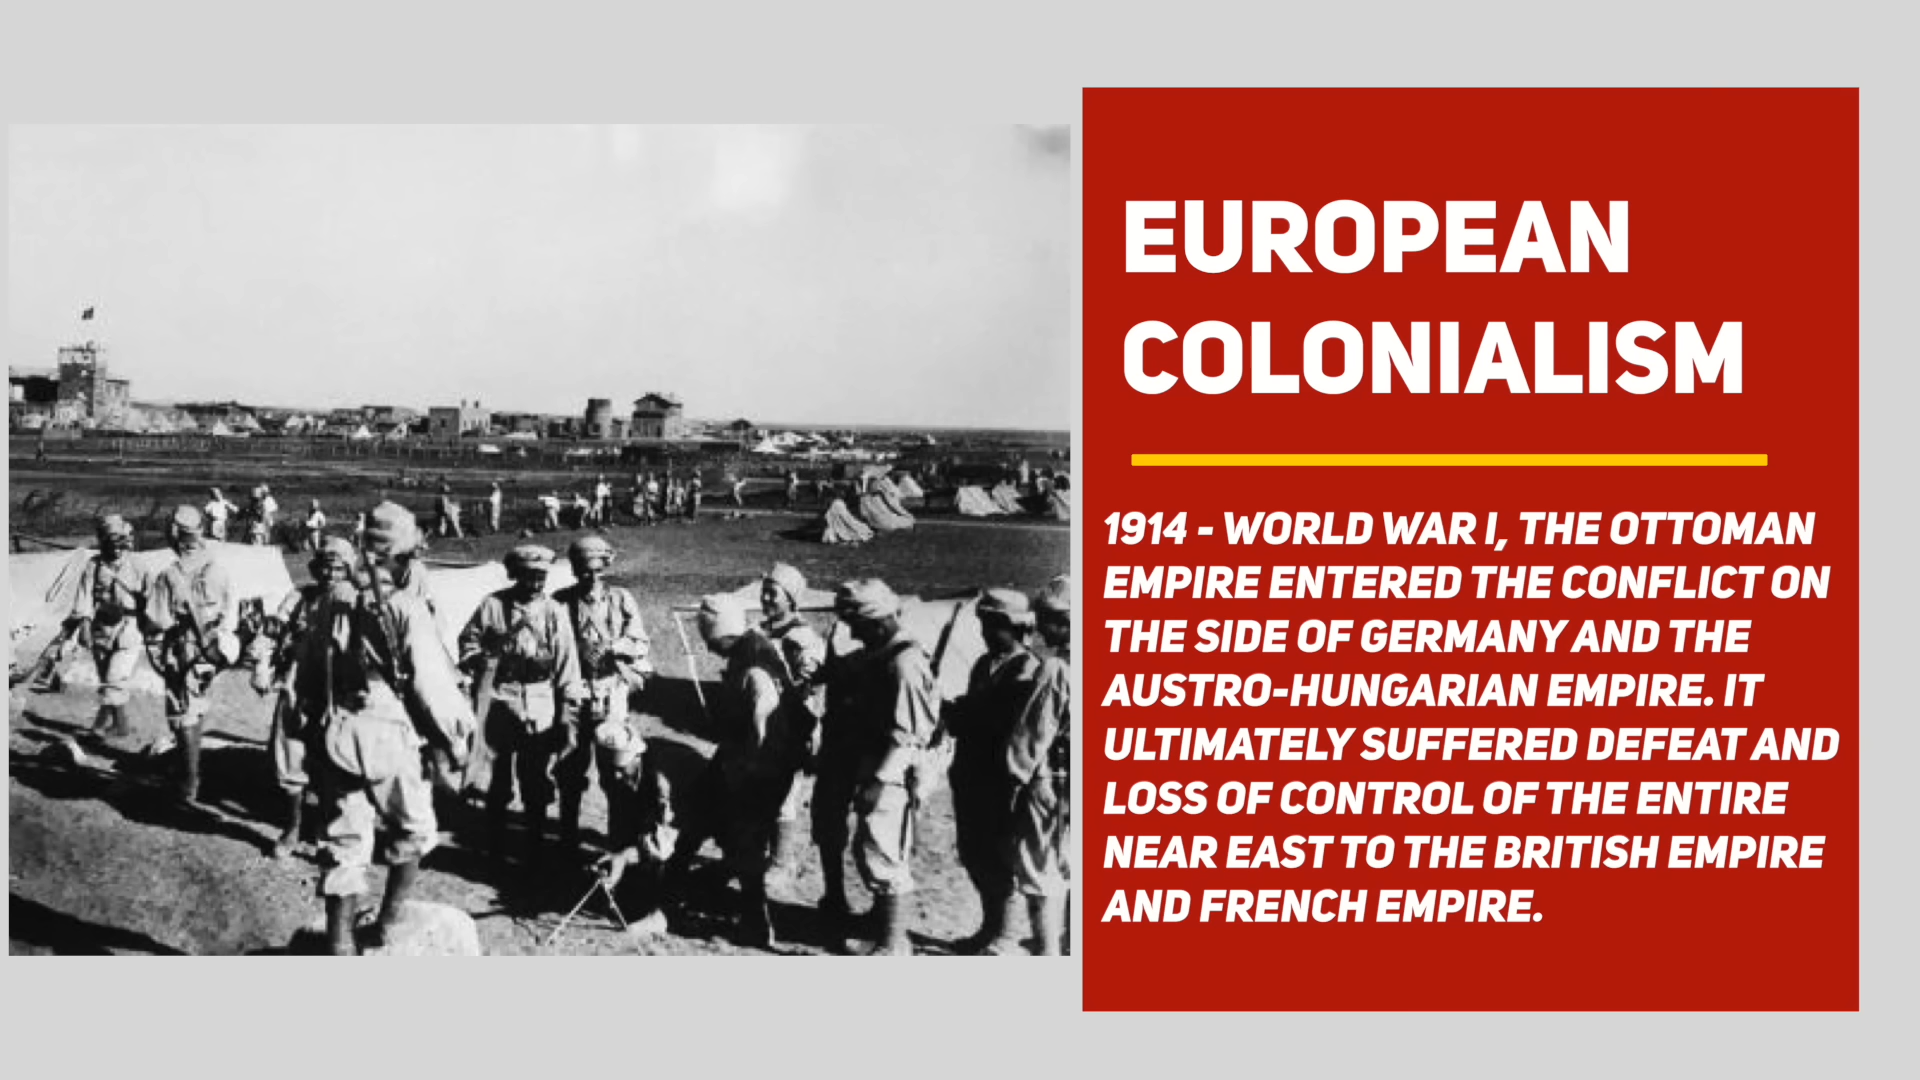 EUROPEAN
COLONIALISM
1914 - WORLD WAR I, THE OTTOMAN
EMPIRE ENTERED THE CONFLICT ON
THE SIDE OF GERMANY AND THE
AUSTRO-HUNGARIAN EMPIRE. IT
ULTIMATELY SUFFERED DEFEAT AND
LOSS OF CONTROL OF THE ENTIRE
NEAR EAST TO THE BRITISH EMPIRE
AND FRENCH EMPIRE.